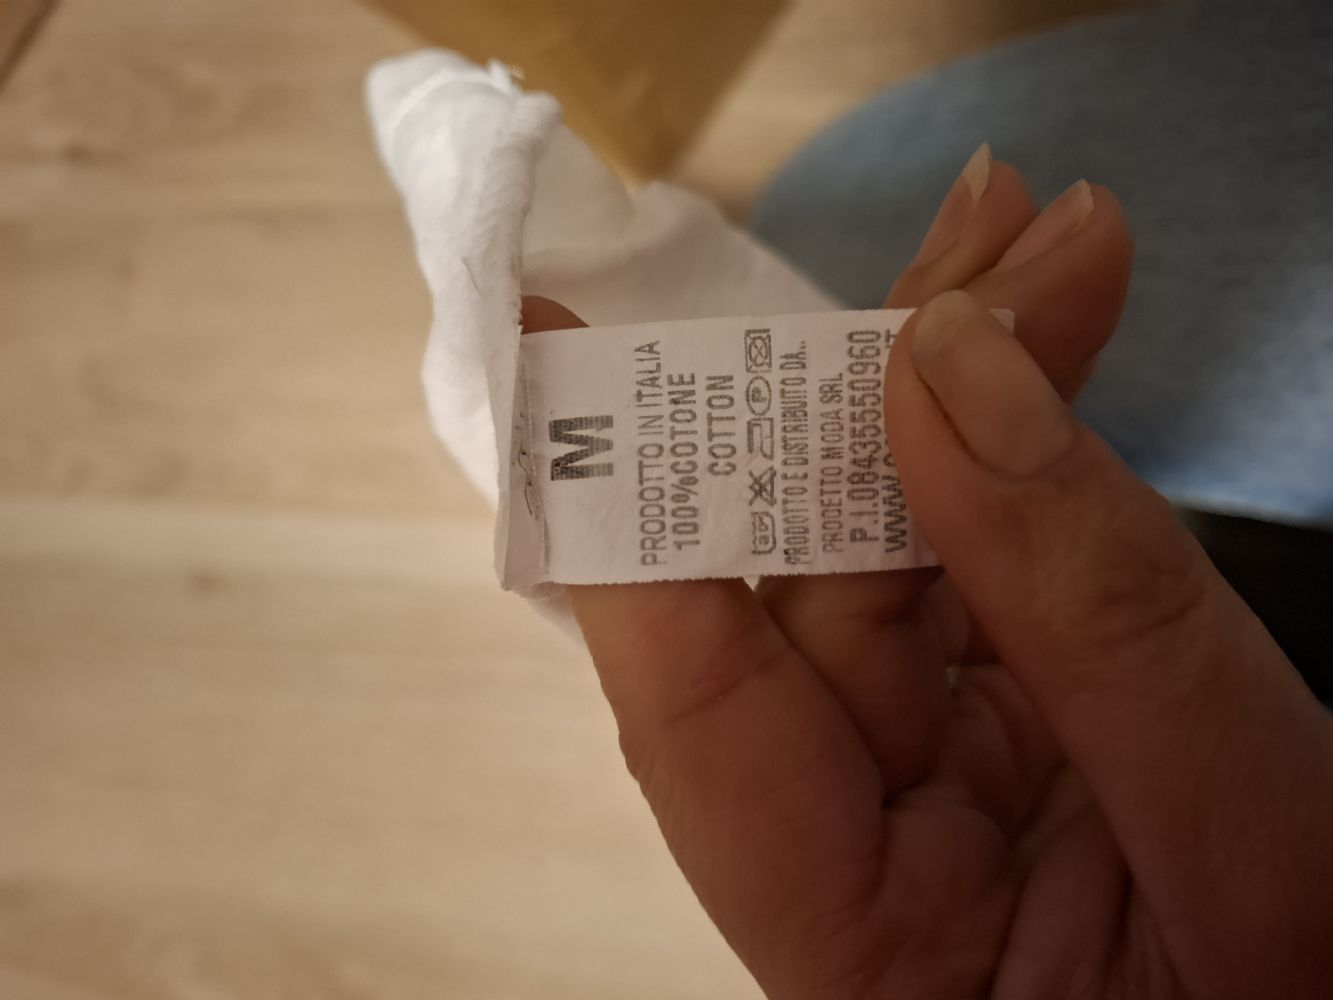 M
PRODOTTO IN ITALIA
100%COTONE
COTTON
P
PRODOTTO E DISTRIBUITO DA..
PROGETTO MODA SRL
P.I.08435550960